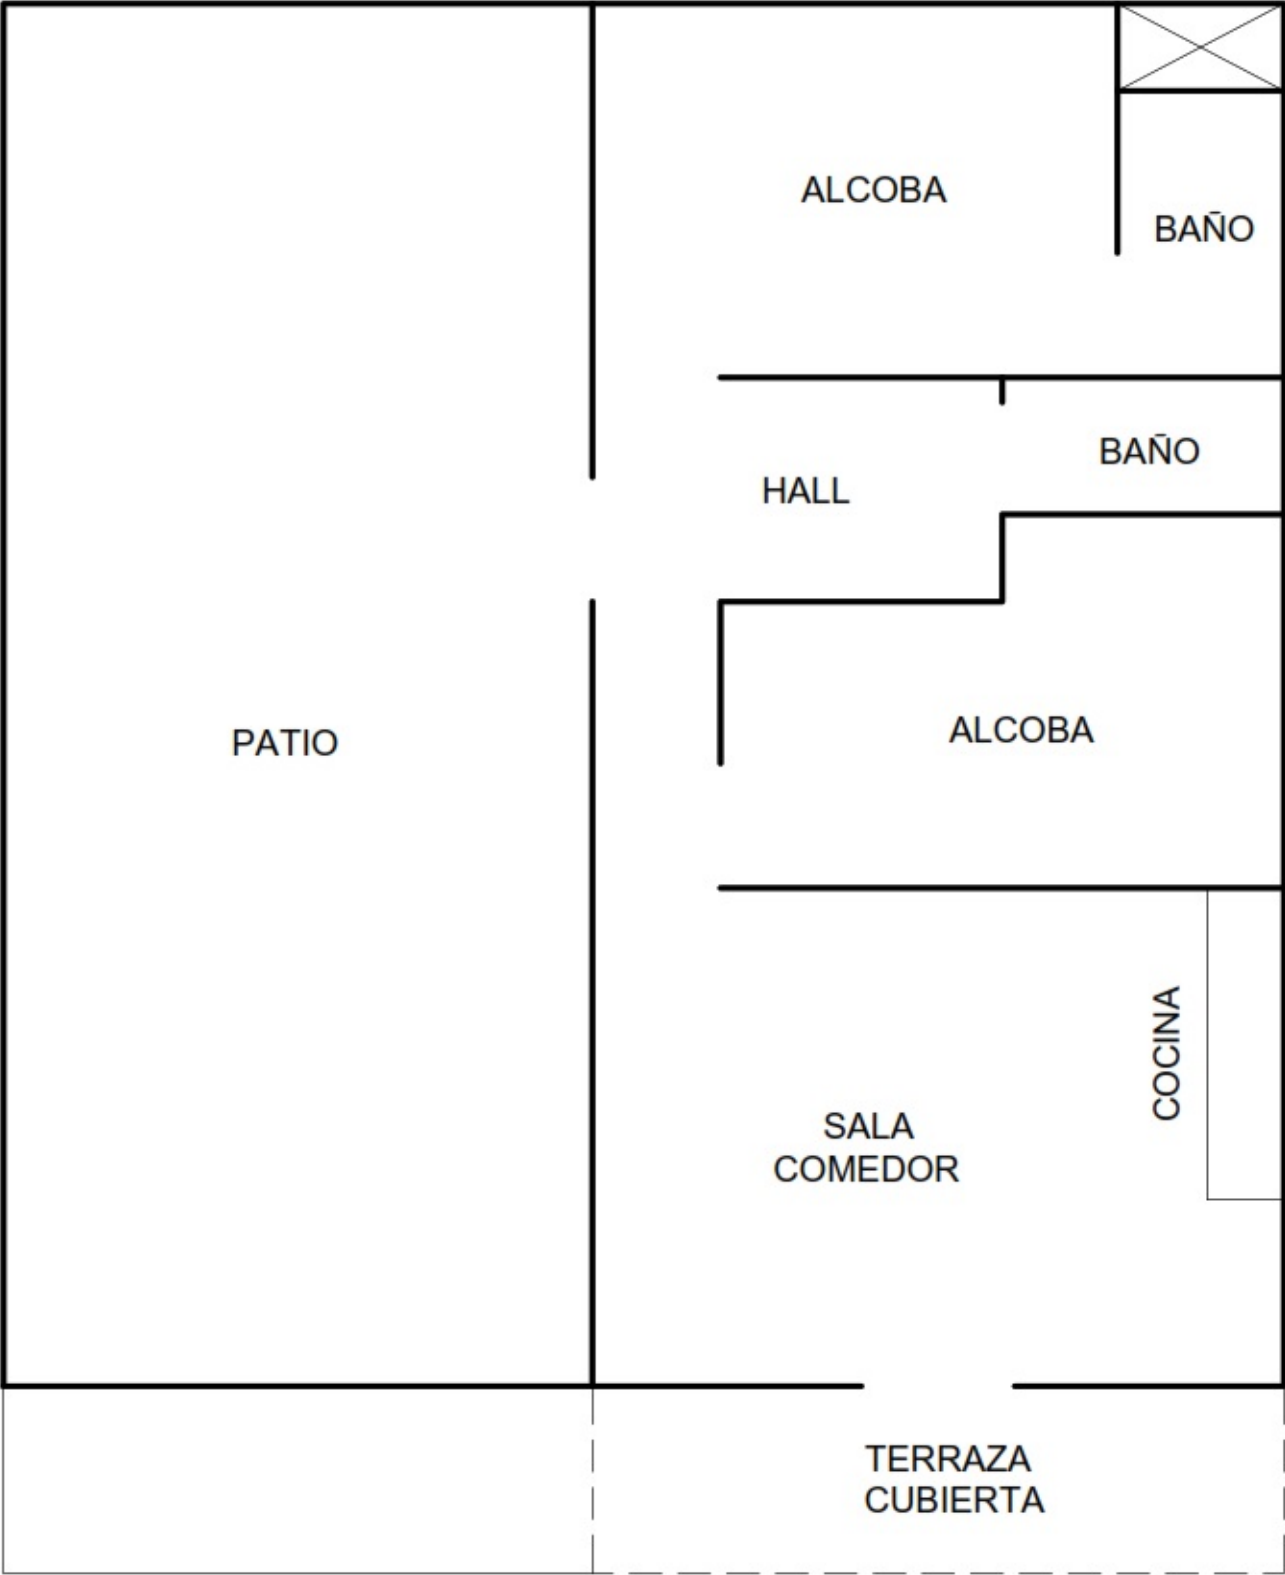 ALCOBA
BAÑO
BAÑO
HALL
PATIO
ALCOBA
COCINA
SALA
COMEDOR
TERRAZA
CUBIERTA